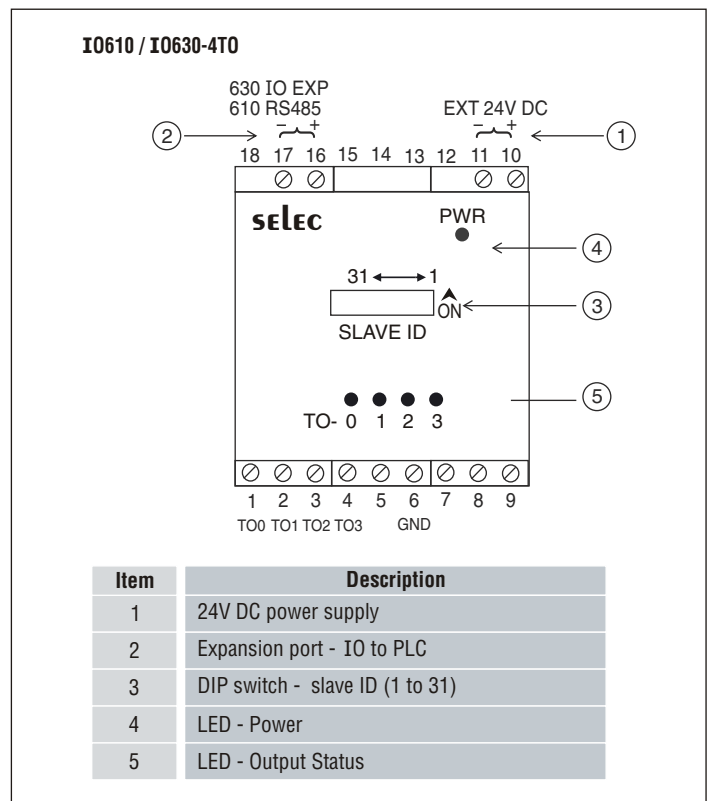 IO610 / IO630-4TO
630 IO EXP
610 RS485
EXT 24V DC
− + − +
2 1
18 17 16 15 14 13 12 11 10
selec
PWR
4
31 1
ON
3
SLAVE ID
5
TO- 0 1 2 3
1 2 3 4 5 6 7 8 9
TO0 TO1 TO2 TO3 GND
Item Description
1 24V DC power supply
2 Expansion port - IO to PLC
3 DIP switch - slave ID (1 to 31)
4 LED - Power
5 LED - Output Status